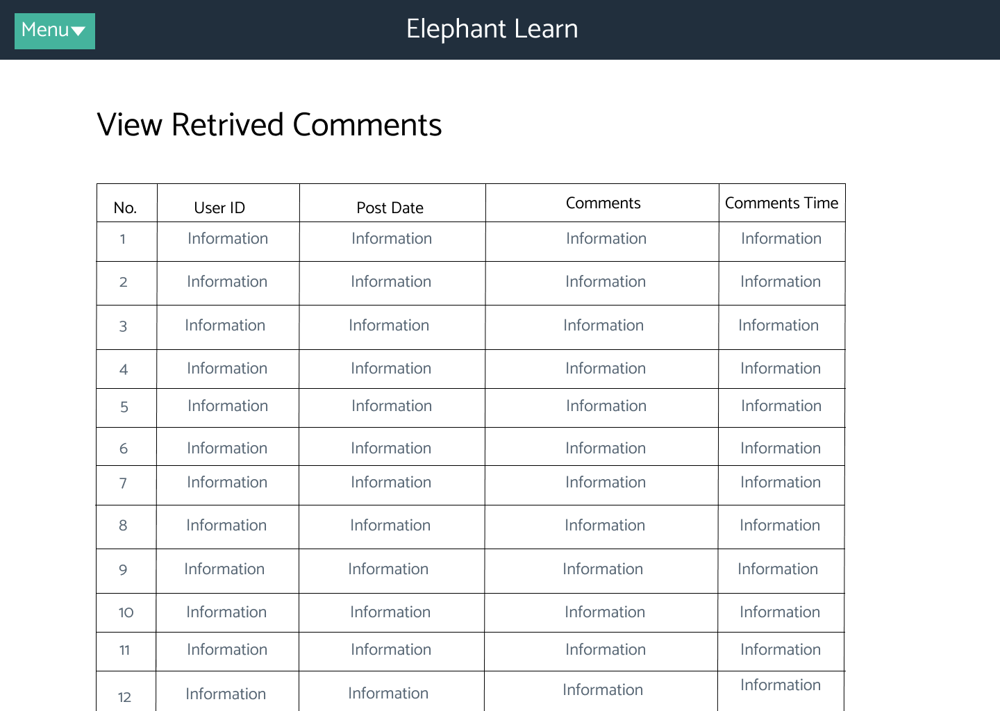 Menu
Elephant Learn
View Retrived Comments
No. User ID Post Date Comments Comments Time
1 Information Information Information Information
2 Information Information Information Information
3 Information Information Information Information
4 Information Information Information Information
5 Information Information Information Information
6 Information Information Information Information
7 Information Information Information Information
8 Information Information Information Information
9 Information Information Information Information
10 Information Information Information Information
11 Information Information Information Information
12 Information Information Information Information